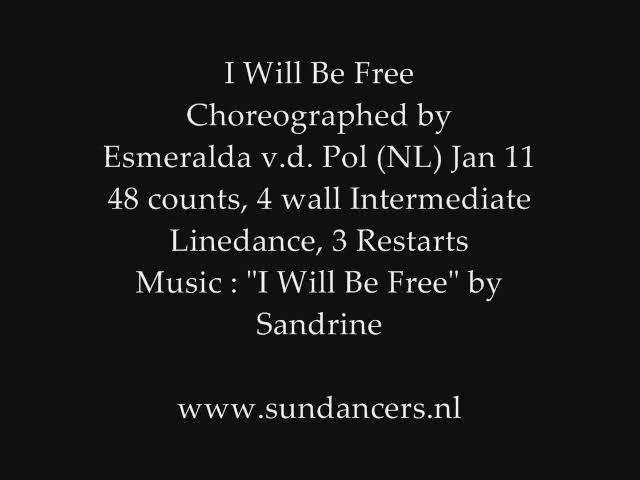 I Will Be Free
Choreographed by
Esmeralda v.d. Pol (NL) Jan 11
48 counts, 4 wall Intermediate
Linedance, 3 Restarts
Music : "I Will Be Free" by
Sandrine
www.sundancers.nl